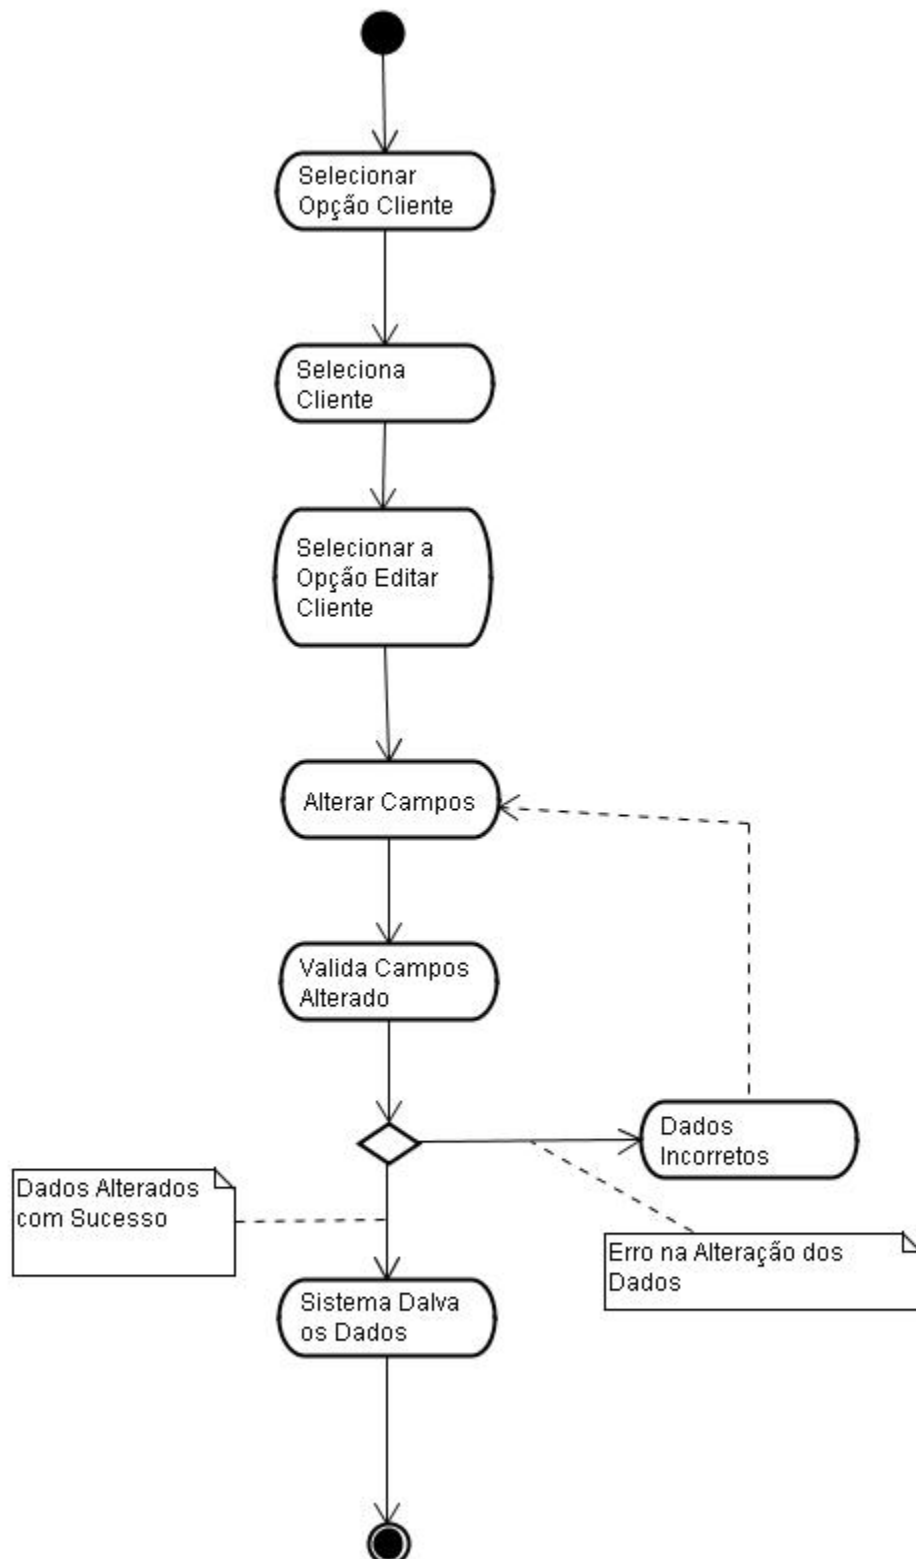 Selecionar
Opção Cliente
Seleciona
Cliente
Selecionar a
Opção Editar
Cliente
Alterar Campos
Valida Campos
Alterado
Dados
Incorretos
Dados Alterados
com Sucesso
Erro na Alteração dos
Dados
Sistema Dalva
os Dados